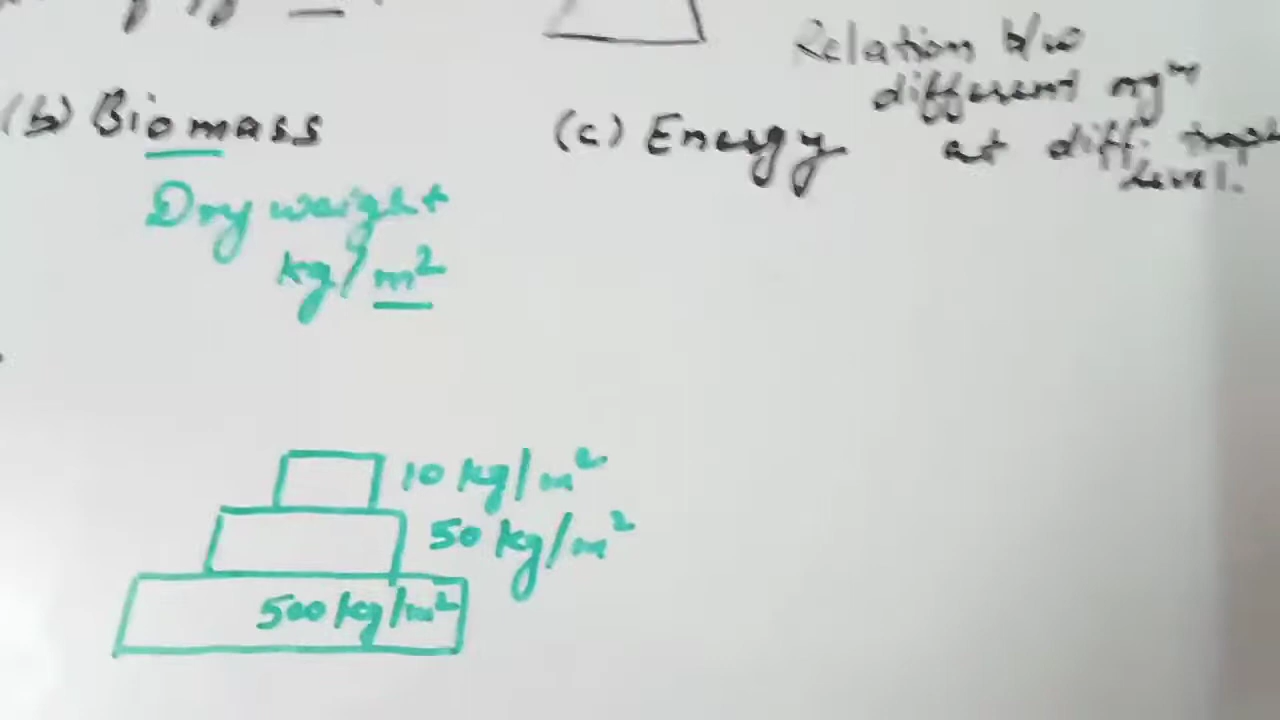 Relation b/w
different orgᵐ
at diff. 
level.
(b) Biomass
(c) Energy
Dry weight
kg/m²
10 kg/m²
50 kg/m²
500 kg/m²